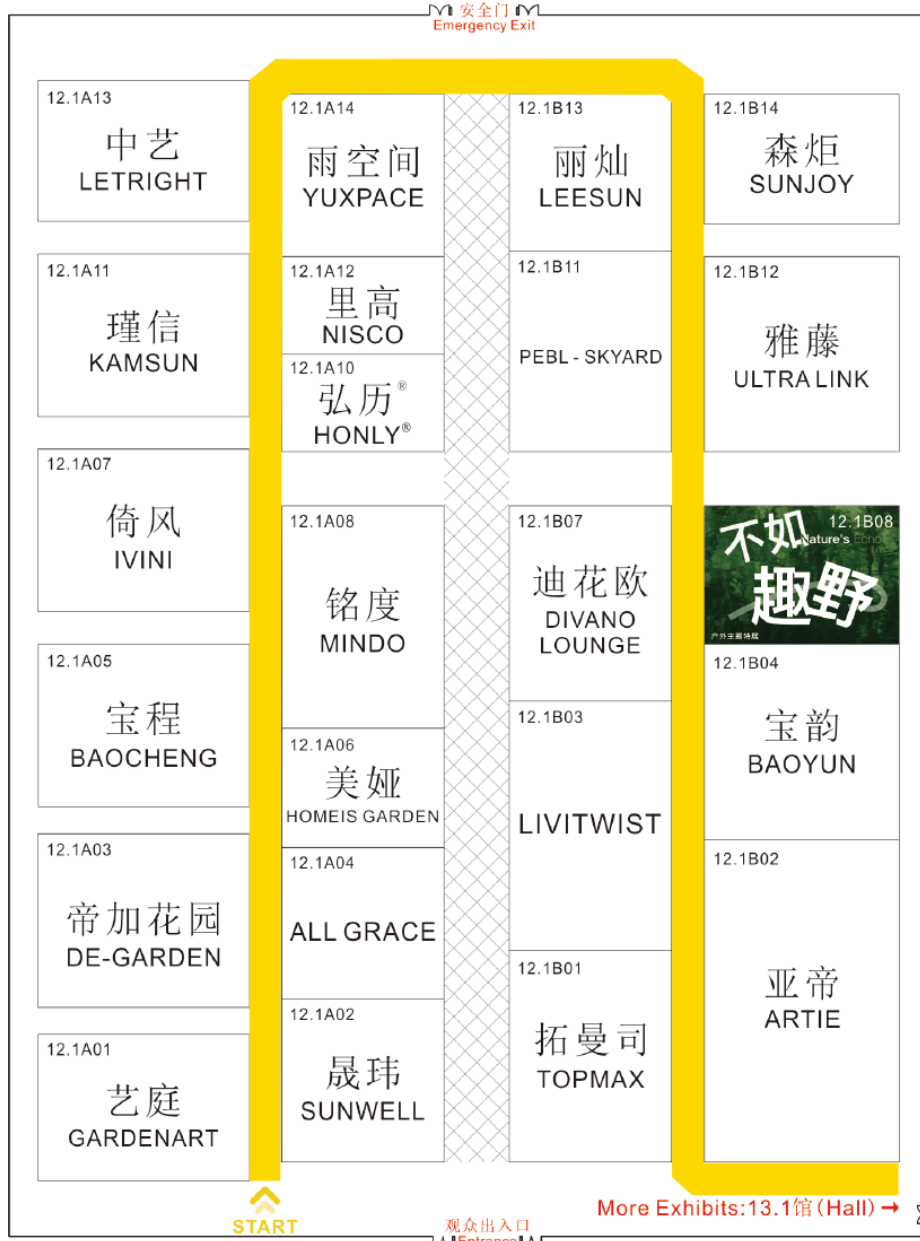 安全门
Emergency Exit
12.1A13
中艺
LETRIGHT
12.1A14
雨空间
YUXPACE
12.1B13
丽灿
LEESUN
12.1B14
森炬
SUNJOY
12.1A11
瑾信
KAMSUN
12.1A12
里高
NISCO
12.1A10
弘历®
HONLY®
12.1B11
PEBL - SKYARD
12.1B12
雅藤
ULTRA LINK
12.1A07
倚风
IVINI
12.1A08
铭度
MINDO
12.1B07
迪花欧
DIVANO
LOUNGE
12.1B08
不如
Nature's Echo
趣野
户外主题特展
12.1A05
宝程
BAOCHENG
12.1A06
美娅
HOMEIS GARDEN
12.1B03
LIVITWIST
12.1B04
宝韵
BAOYUN
12.1A03
帝加花园
DE-GARDEN
12.1A04
ALL GRACE
12.1B02
亚帝
ARTIE
12.1A01
艺庭
GARDENART
12.1A02
晟玮
SUNWELL
12.1B01
拓曼司
TOPMAX
START
More Exhibits:13.1馆(Hall) →
观众出入口
Entrance